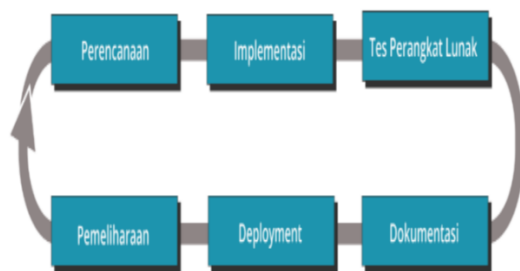 Perencanaan
Implementasi
Tes Perangkat Lunak
Dokumentasi
Deployment
Pemeliharaan